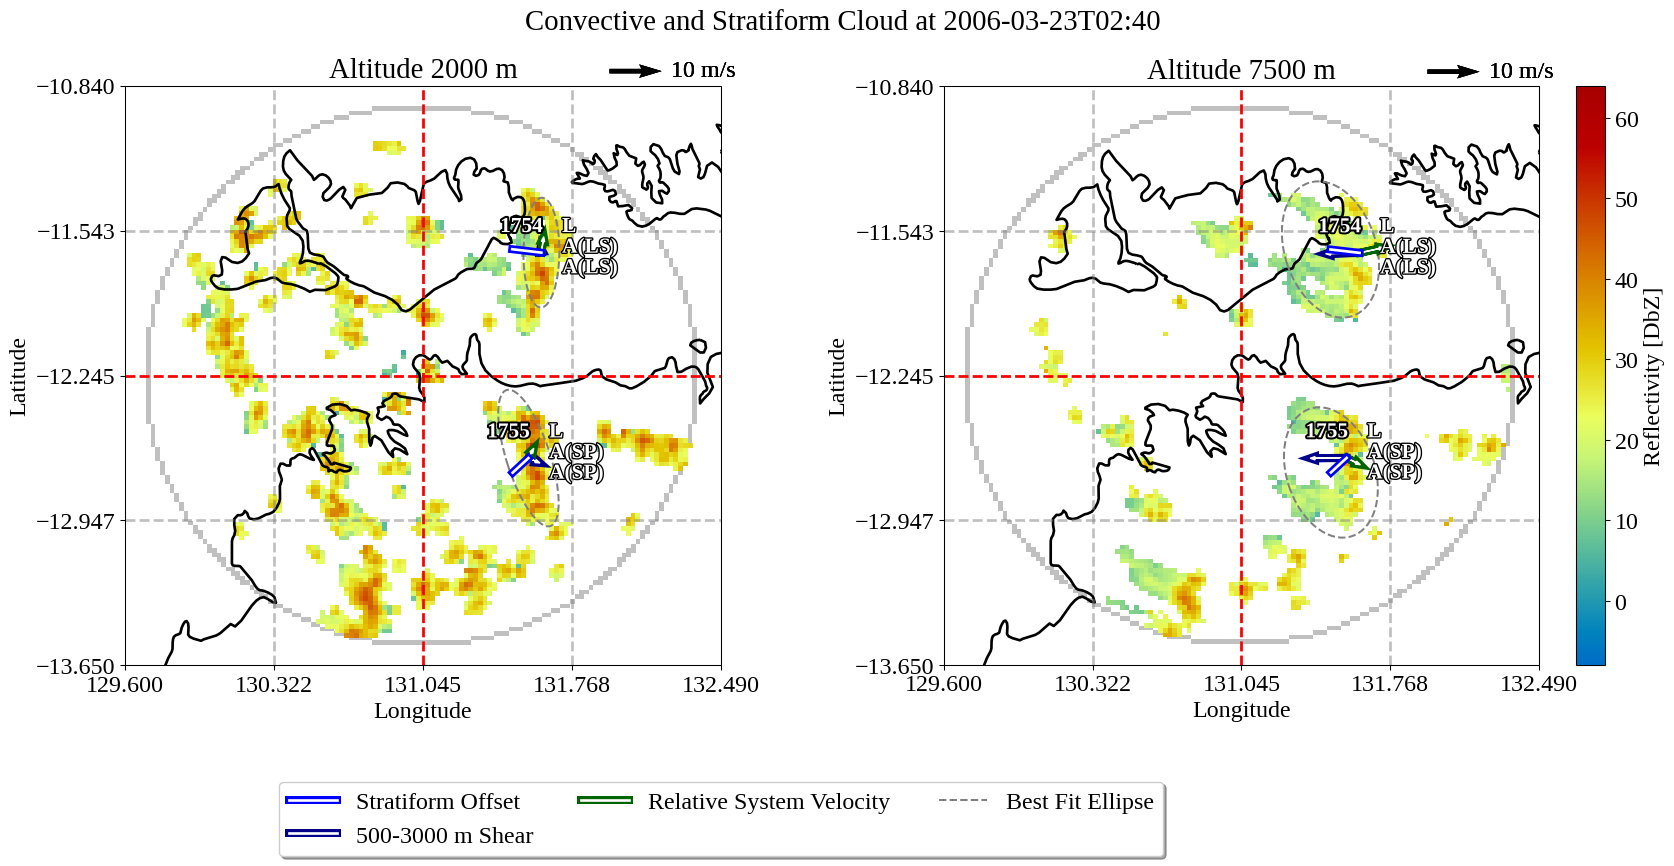 Convective and Stratiform Cloud at 2006-03-23T02:40
Altitude 2000 m
10 m/s
Altitude 7500 m
10 m/s
−10.840
−11.543
−12.245
−12.947
−13.650
Latitude
129.600
130.322
131.045
131.768
132.490
Longitude
1754
L
A(LS)
A(LS)
1755
L
A(SP)
A(SP)
−10.840
−11.543
−12.245
−12.947
−13.650
Latitude
129.600
130.322
131.045
131.768
132.490
Longitude
1754
L
A(LS)
A(LS)
1755
L
A(SP)
A(SP)
60
50
40
30
20
10
0
Reflectivity [DbZ]
Stratiform Offset
500-3000 m Shear
Relative System Velocity
Best Fit Ellipse